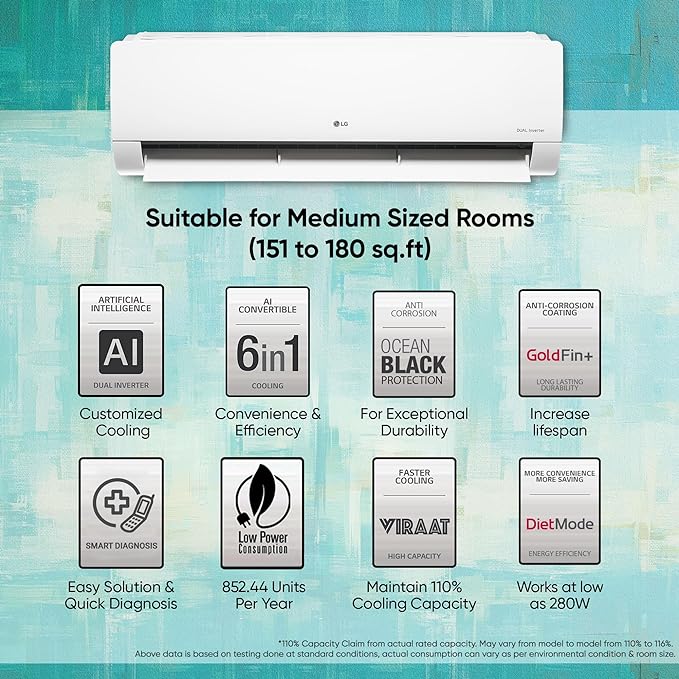 LG
DUAL Inverter
Suitable for Medium Sized Rooms
(151 to 180 sq.ft)
ARTIFICIAL
INTELLIGENCE
AI
DUAL INVERTER
Customized
Cooling
AI
CONVERTIBLE
6in1
COOLING
Convenience &
Efficiency
ANTI
CORROSION
OCEAN
BLACK
PROTECTION
For Exceptional
Durability
ANTI-CORROSION
COATING
GoldFin+
LONG LASTING
DURABILITY
Increase
lifespan
SMART DIAGNOSIS
Easy Solution &
Quick Diagnosis
Low Power
Consumption
852.44 Units
Per Year
FASTER
COOLING
VIRAAT
HIGH CAPACITY
Maintain 110%
Cooling Capacity
MORE CONVENIENCE
MORE SAVING
DietMode
ENERGY EFFICIENCY
Works at low
as 280W
*110% Capacity Claim from actual rated capacity. May vary from model to model from 110% to 116%.
Above data is based on testing done at standard conditions, actual consumption can vary as per environmental condition & room size.